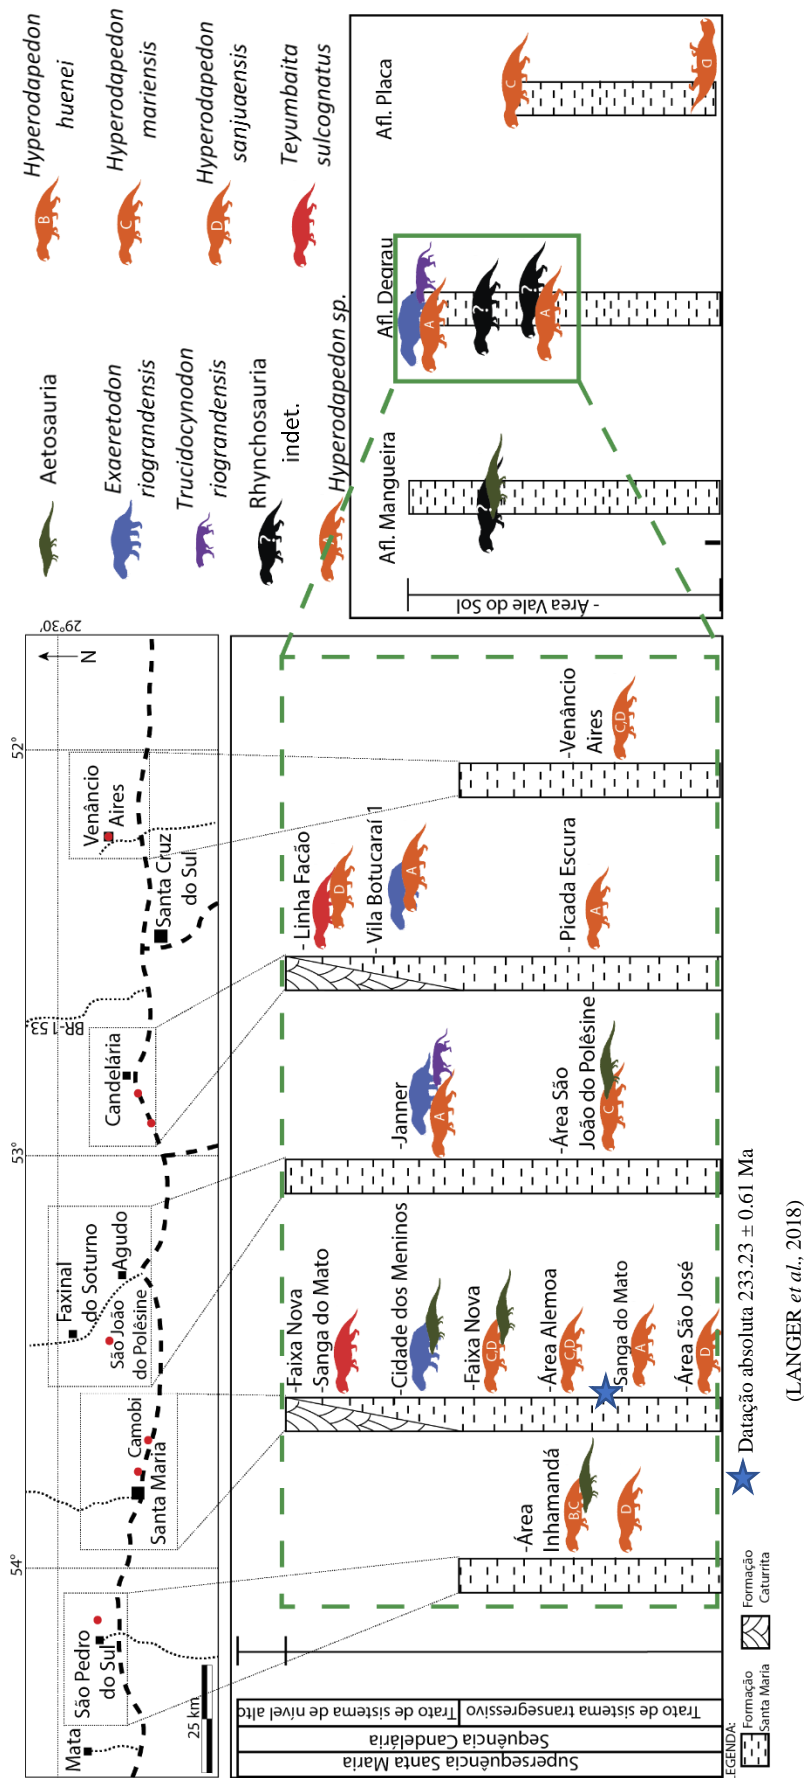 Mata
São Pedro
do Sul
25 km
54°
Santa Maria
Camobi
Faxinal
do Soturno
São João
do Polêsine
Agudo
53°
Candelária
BR-153
Santa Cruz
do Sul
Venâncio
Aires
52°
29°30'
N
Aetosauria
Exaeretodon
riograndensis
Trucidocynodon
riograndensis
Rhynchosauria
indet.
?
Hyperodapedon sp.
A
Hyperodapedon
huenei
B
Hyperodapedon
mariensis
C
Hyperodapedon
sanjuaensis
D
Teyumbaita
sulcognatus
Supersequência Santa Maria
Sequência Candelária
Trato de sistema transegressivo
Trato de sistema de nível alto
-Área
Inhamandá
B,C
D
-Faixa Nova
-Sanga do Mato
-Cidade dos Meninos
-Faixa Nova
C,D
-Área Alemoa
C,D
Sanga do Mato
A
-Área São José
D
-Janner
A
-Área São
João do Polêsine
C
-Linha Facão
D
-Vila Botucaraí 1
A
-Picada Escura
A
-Venâncio
Aires
C,D
-Área Vale do Sol
Afl. Mangueira
?
Afl. Degrau
A
?
?
A
Afl. Placa
C
D
LEGENDA:
Formação
Santa Maria
Formação
Caturrita
Datação absoluta 233.23 ± 0.61 Ma
(LANGER et al., 2018)